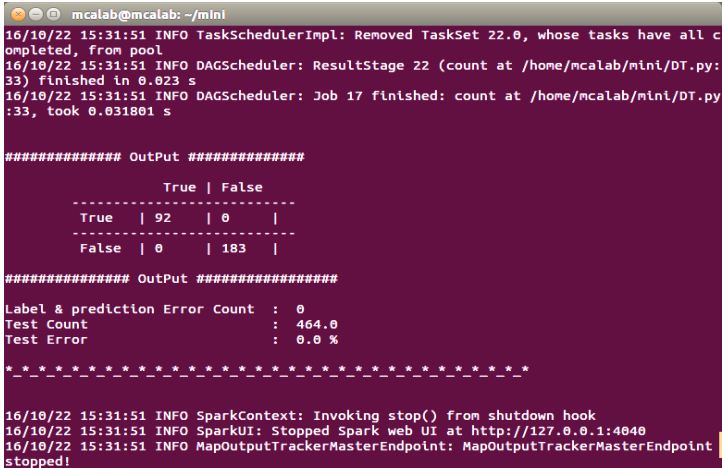 mcalab@mcalab: ~/mini
16/10/22 15:31:51 INFO TaskSchedulerImpl: Removed TaskSet 22.0, whose tasks have all c
ompleted, from pool
16/10/22 15:31:51 INFO DAGScheduler: ResultStage 22 (count at /home/mcalab/mini/DT.py:
33) finished in 0.023 s
16/10/22 15:31:51 INFO DAGScheduler: Job 17 finished: count at /home/mcalab/mini/DT.py
:33, took 0.031801 s
############## OutPut ##############
True | False
---------------------------
True | 92 | 0 |
---------------------------
False | 0 | 183 |
############### OutPut #################
Label & prediction Error Count : 0
Test Count : 464.0
Test Error : 0.0 %
*_*_*_*_*_*_*_*_*_*_*_*_*_*_*_*_*_*_*_*_*_*_*_*_*_*_*_*_*_*_*_*
16/10/22 15:31:51 INFO SparkContext: Invoking stop() from shutdown hook
16/10/22 15:31:51 INFO SparkUI: Stopped Spark web UI at http://127.0.0.1:4040
16/10/22 15:31:51 INFO MapOutputTrackerMasterEndpoint: MapOutputTrackerMasterEndpoint
stopped!